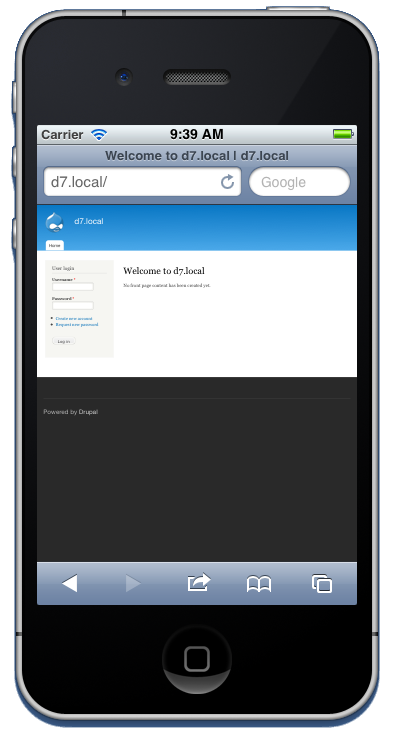 Carrier 9:39 AM
Welcome to d7.local | d7.local
d7.local/ Google
d7.local
Home
User login
Username *
Password *
Create new account
Request new password
Log in
Welcome to d7.local
No front page content has been created yet.
Powered by Drupal